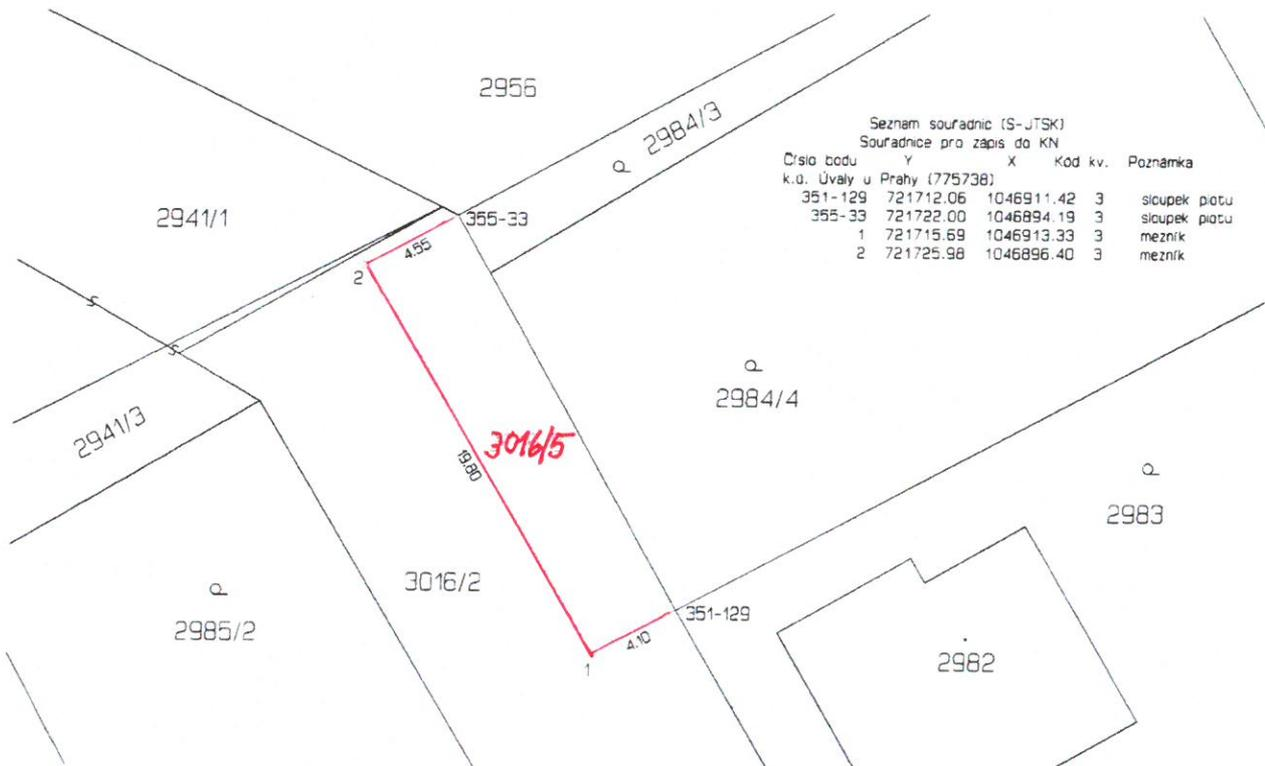 2956
2984/3
Seznam souřadnic (S-JTSK)
Souřadnice pro zápis do KN
Číslo bodu Y X Kód kv. Poznámka
k.ú. Úvaly u Prahy (775738)
351-129 721712.06 1046911.42 3 sloupek plotu
355-33 721722.00 1046894.19 3 sloupek plotu
1 721715.69 1046913.33 3 mezník
2 721725.98 1046896.40 3 mezník
2941/1
355-33
4.55
2
2984/4
2941/3
3016/5
19.80
2983
3016/2
2985/2
351-129
4.10
1
2982